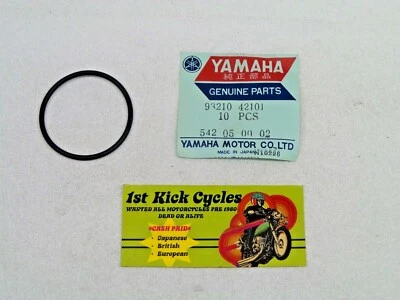 YAMAHA
純正部品
GENUINE PARTS
93210 42101
10 PCS
542 05 00 02
YAMAHA MOTOR CO.,LTD
MADE IN JAPAN
1st Kick Cycles
WANTED ALL MOTORCYCLES PRE 1980
DEAD OR ALIVE
CASH PAID
Japanese
British
European